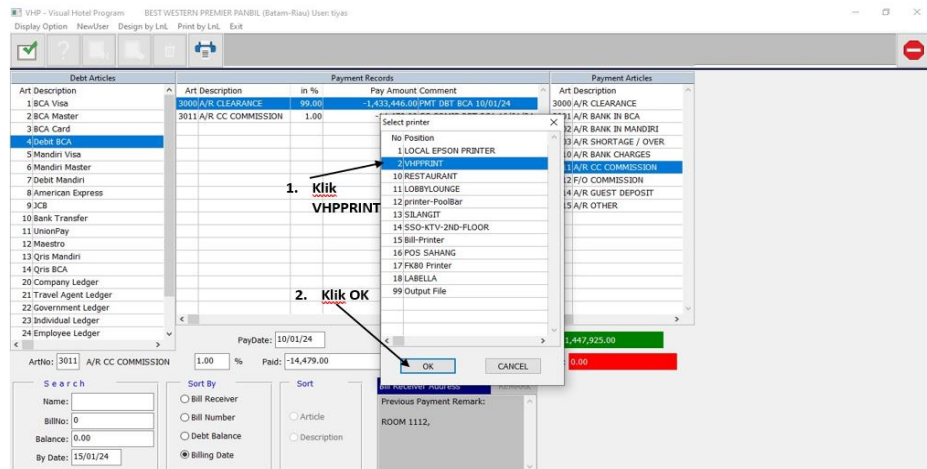 VHP - Visual Hotel Program BEST WESTERN PREMIER PANBIL (Batam-Riau) User: tiyas
Display Option NewUser Design by LnL Print by LnL Exit
Debt Articles
Art Description
1 BCA Visa
2 BCA Master
3 BCA Card
4 Debit BCA
5 Mandiri Visa
6 Mandiri Master
7 Debit Mandiri
8 American Express
9 JCB
10 Bank Transfer
11 UnionPay
12 Maestro
13 Qris Mandiri
14 Qris BCA
20 Company Ledger
21 Travel Agent Ledger
22 Government Ledger
23 Individual Ledger
24 Employee Ledger
Payment Records
Art Description in % Pay Amount Comment
3000 A/R CLEARANCE 99.00 -1,433,446.00 PMT DBT BCA 10/01/24
3011 A/R CC COMMISSION 1.00
Payment Articles
Art Description
3000 A/R CLEARANCE
01 A/R BANK IN BCA
02 A/R BANK IN MANDIRI
03 A/R SHORTAGE / OVER
10 A/R BANK CHARGES
11 A/R CC COMMISSION
12 F/O COMMISSION
14 A/R GUEST DEPOSIT
15 A/R OTHER
Select printer
No Position
1 LOCAL EPSON PRINTER
2 VHPPRINT
10 RESTAURANT
11 LOBBYLOUNGE
12 printer-PoolBar
13 SILANGIT
14 SSO-KTV-2ND-FLOOR
15 Bill-Printer
16 POS SAHANG
17 FK80 Printer
18 LABELLA
99 Output File
OK CANCEL
1. Klik
VHPPRINT
2. Klik OK
PayDate: 10/01/24
1,447,925.00
ArtNo: 3011 A/R CC COMMISSION 1.00 % Paid: -14,479.00
0.00
Search
Name:
BillNo: 0
Balance: 0.00
By Date: 15/01/24
Sort By
Bill Receiver
Bill Number
Debt Balance
Billing Date
Sort
Article
Description
Bill Receiver Address REMARK
Previous Payment Remark:
ROOM 1112,